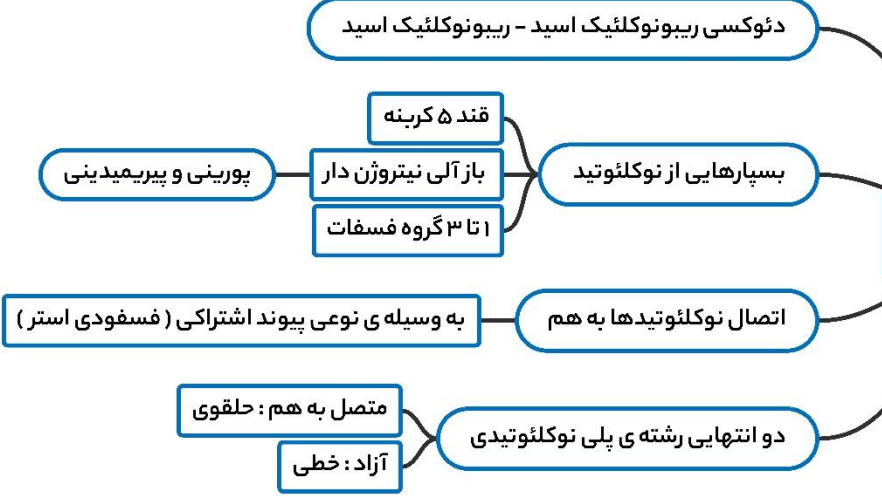 دئوکسی ریبونوکلئیک اسید - ریبونوکلئیک اسید
بسپارهایی از نوکلئوتید
قند ۵ کربنه
باز آلی نیتروژن دار
پورینی و پیریمیدینی
۱ تا ۳ گروه فسفات
اتصال نوکلئوتیدها به هم
به وسیله ی نوعی پیوند اشتراکی ( فسفودی استر )
دو انتهایی رشته ی پلی نوکلئوتیدی
متصل به هم : حلقوی
آزاد : خطی